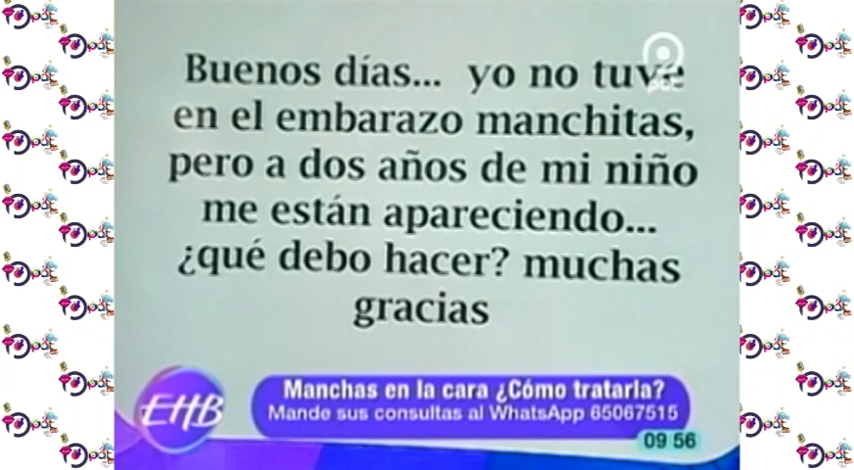 Buenos días... yo no tuve
en el embarazo manchitas,
pero a dos años de mi niño
me están apareciendo...
¿qué debo hacer? muchas
gracias
EHB
Manchas en la cara ¿Cómo tratarla?
Mande sus consultas al WhatsApp 65067515
09 56